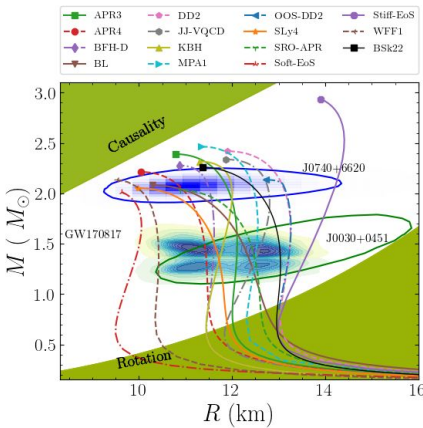 APR3 DD2 OOS-DD2 Stiff-EoS
APR4 JJ-VQCD SLy4 WFF1
BFH-D KBH SRO-APR BSk22
BL MPA1 Soft-EoS
3.0
2.5
2.0
1.5
1.0
0.5
M ( M⊙)
Causality
J0740+6620
GW170817
J0030+0451
Rotation
10 12 14 16
R (km)